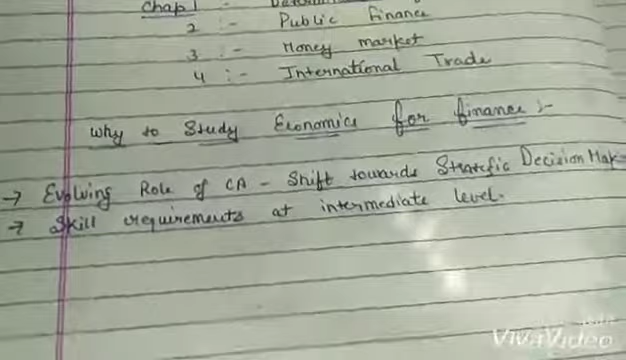 Chap 1 :-
2 :- Public finance
3 :- Money market
4 :- International Trade
Why to Study Economics for finance :-
→ Evolving Role of CA - Shift towards Strategic Decision Mak
→ Skill requirements at intermediate level.
VivaVideo